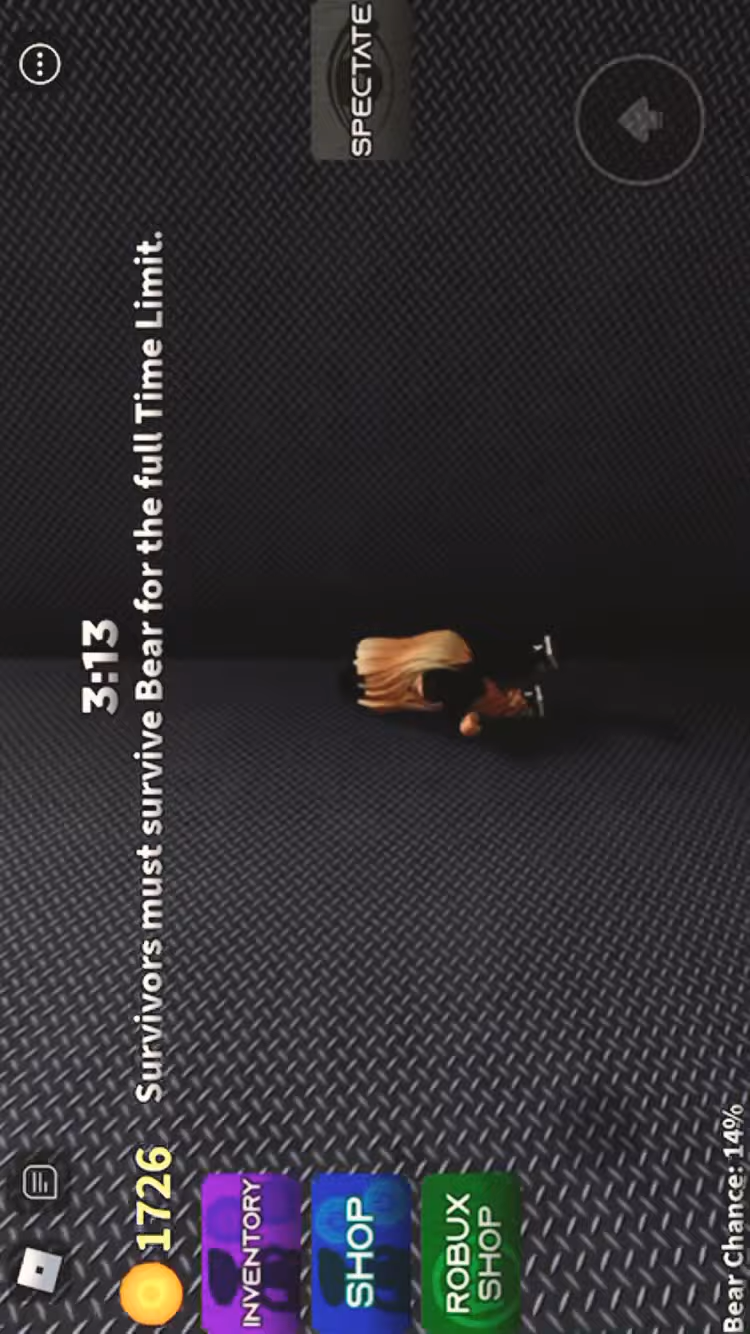 3:13
Survivors must survive Bear for the full Time Limit.
1726
INVENTORY
SHOP
ROBUX
SHOP
SPECTATE
Bear Chance: 14%